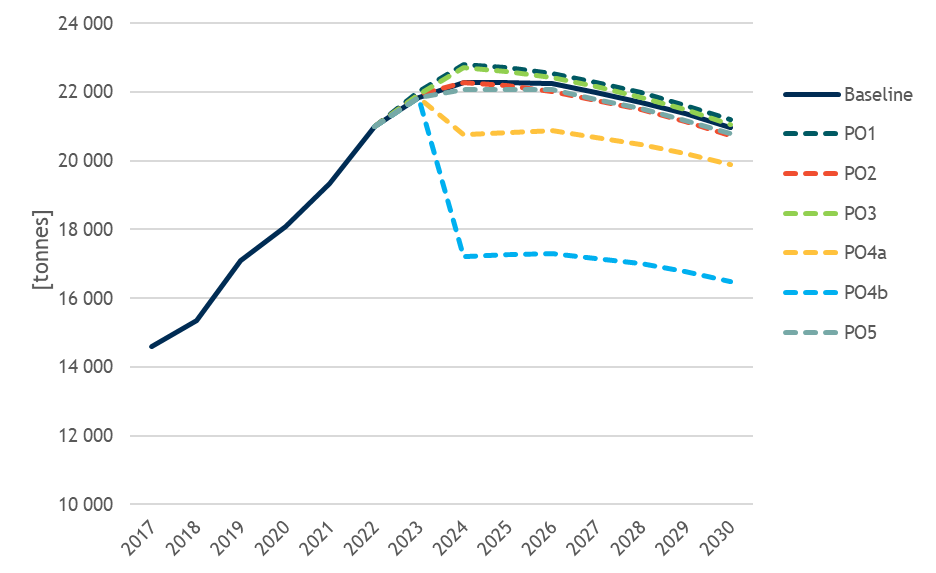 24 000
22 000
20 000
18 000
16 000
14 000
12 000
10 000
[tonnes]
2017
2018
2019
2020
2021
2022
2023
2024
2025
2026
2027
2028
2029
2030
Baseline
PO1
PO2
PO3
PO4a
PO4b
PO5